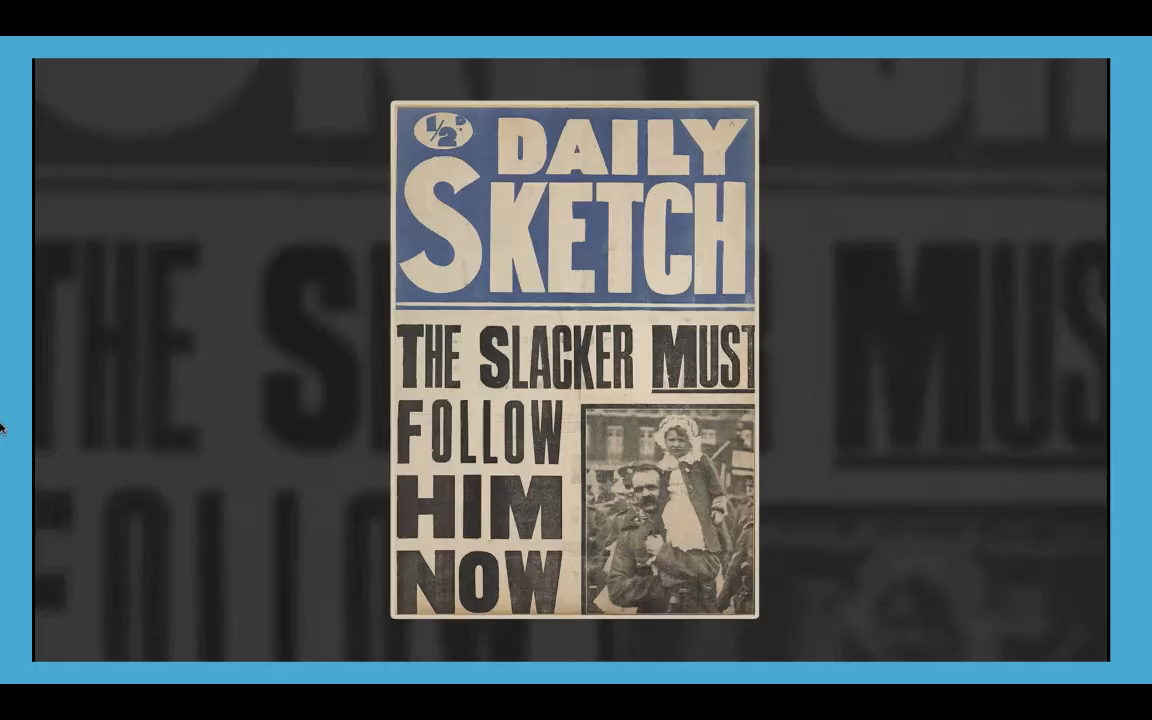 1/2D.
DAILY
SKETCH
THE SLACKER MUST
FOLLOW
HIM
NOW